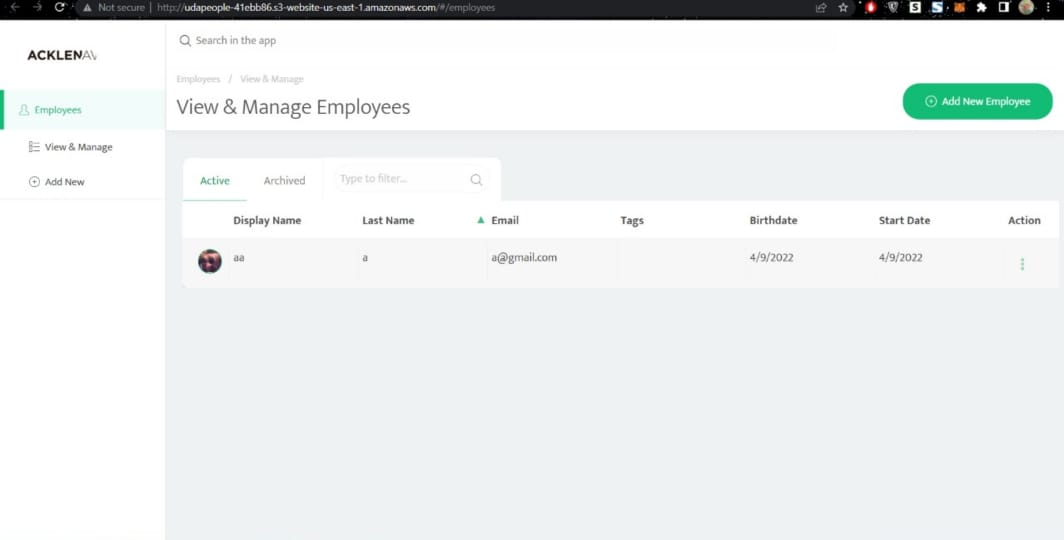 Not secure | http://udapeople-41ebb86.s3-website-us-east-1.amazonaws.com/#/employees
ACKLENAV
Search in the app
Employees / View & Manage
View & Manage Employees
Add New Employee
Employees
View & Manage
Add New
Active Archived Type to filter...
Display Name Last Name Email Tags Birthdate Start Date Action
aa a a@gmail.com 4/9/2022 4/9/2022